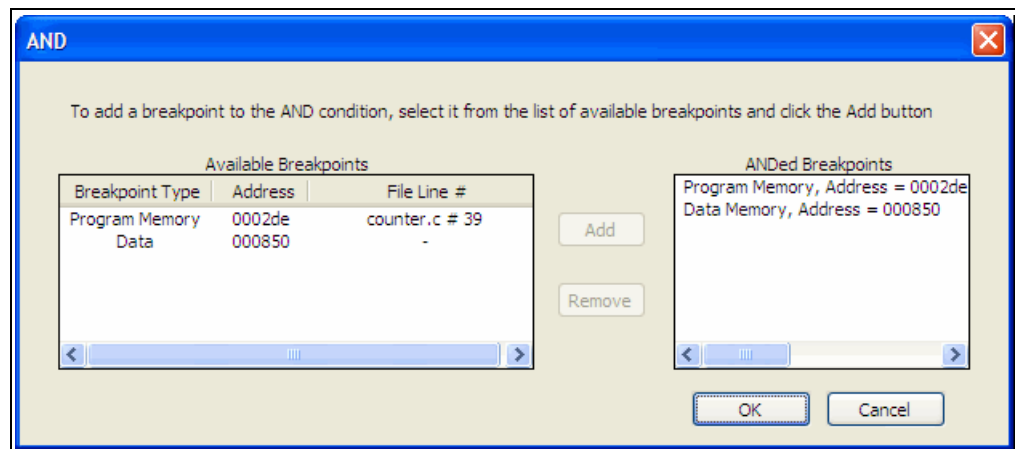 AND
To add a breakpoint to the AND condition, select it from the list of available breakpoints and click the Add button
Available Breakpoints
Breakpoint Type Address File Line #
Program Memory 0002de counter.c # 39
Data 000850 -
Add
Remove
ANDed Breakpoints
Program Memory, Address = 0002de
Data Memory, Address = 000850
OK Cancel